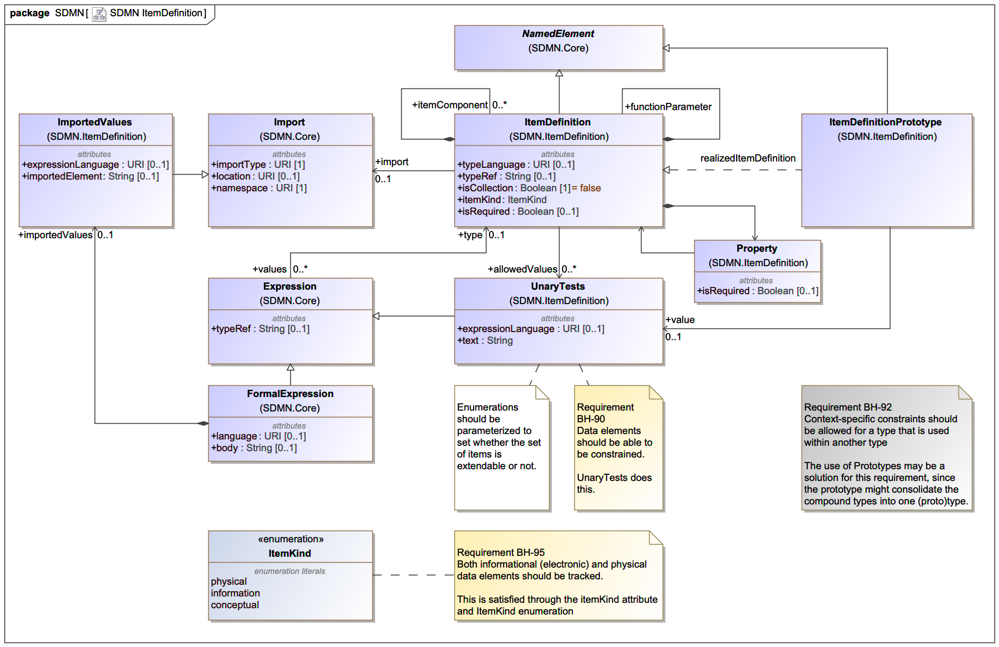 package SDMN[ SDMN ItemDefinition]
NamedElement
(SDMN.Core)
+itemComponent 0..*
+functionParameter
ImportedValues
(SDMN.ItemDefinition)
attributes
+expressionLanguage : URI [0..1]
+importedElement : String [0..1]
Import
(SDMN.Core)
attributes
+importType : URI [1]
+location : URI [0..1]
+namespace : URI [1]
+import
0..1
ItemDefinition
(SDMN.ItemDefinition)
attributes
+typeLanguage : URI [0..1]
+typeRef : String [0..1]
+isCollection : Boolean [1] = false
+itemKind : ItemKind
+isRequired : Boolean [0..1]
realizedItemDefinition
ItemDefinitionPrototype
(SDMN.ItemDefinition)
+importedValues 0..1
+type 0..1
+values 0..*
+allowedValues 0..*
Property
(SDMN.ItemDefinition)
attributes
+isRequired : Boolean [0..1]
Expression
(SDMN.Core)
attributes
+typeRef : String [0..1]
UnaryTests
(SDMN.ItemDefinition)
attributes
+expressionLanguage : URI [0..1]
+text : String
+value
0..1
FormalExpression
(SDMN.Core)
attributes
+language : URI [0..1]
+body : String [0..1]
Enumerations
should be
parameterized to
set whether the set
of items is
extendable or not.
Requirement
BH-90
Data elements
should be able to
be constrained.
UnaryTests does
this.
Requirement BH-92
Context-specific constraints should
be allowed for a type that is used
within another type
The use of Prototypes may be a
solution for this requirement, since
the prototype might consolidate the
compound types into one (proto)type.
«enumeration»
ItemKind
enumeration literals
physical
information
conceptual
Requirement BH-95
Both informational (electronic) and physical
data elements should be tracked.
This is satisfied through the itemKind attribute
and ItemKind enumeration